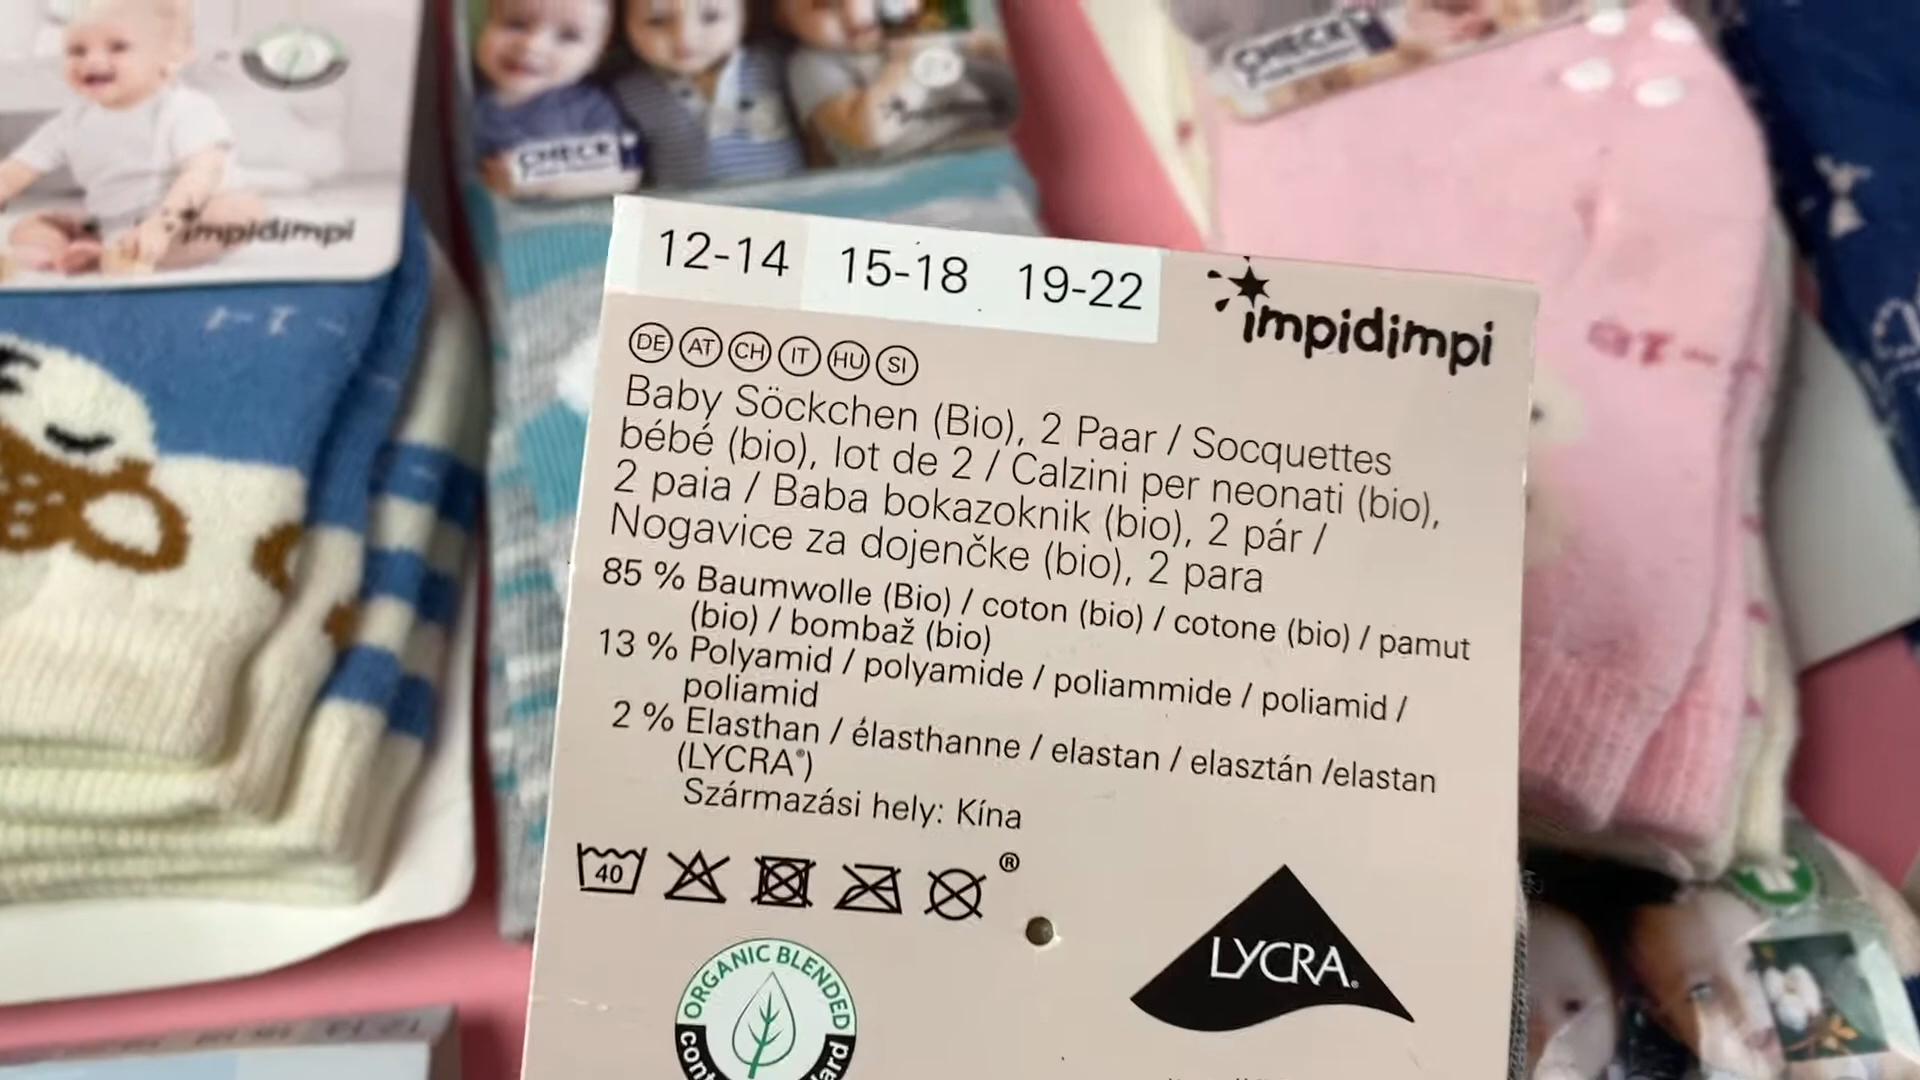 impidimpi
CHECK
CHECK
12-14 15-18 19-22
impidimpi
DE AT CH IT HU SI
Baby Söckchen (Bio), 2 Paar / Socquettes
bébé (bio), lot de 2 / Calzini per neonati (bio),
2 paia / Baba bokazoknik (bio), 2 pár /
Nogavice za dojenčke (bio), 2 para
85 % Baumwolle (Bio) / coton (bio) / cotone (bio) / pamut
(bio) / bombaž (bio)
13 % Polyamid / polyamide / poliammide / poliamid /
poliamid
2 % Elasthan / élasthanne / elastan / elasztán /elastan
(LYCRA®)
Származási hely: Kína
40
®
ORGANIC BLENDED
LYCRA®